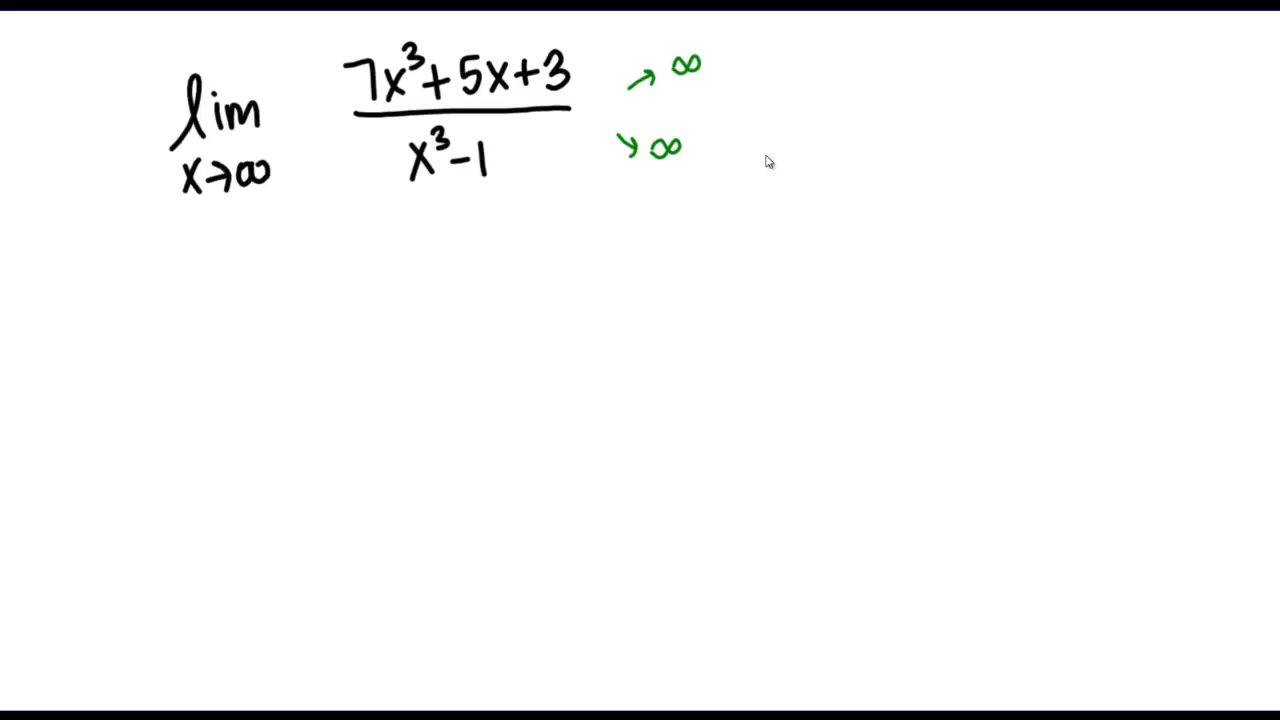 lim x→∞ (7x³+5x+3)/(x³-1) → ∞ ↘ ∞